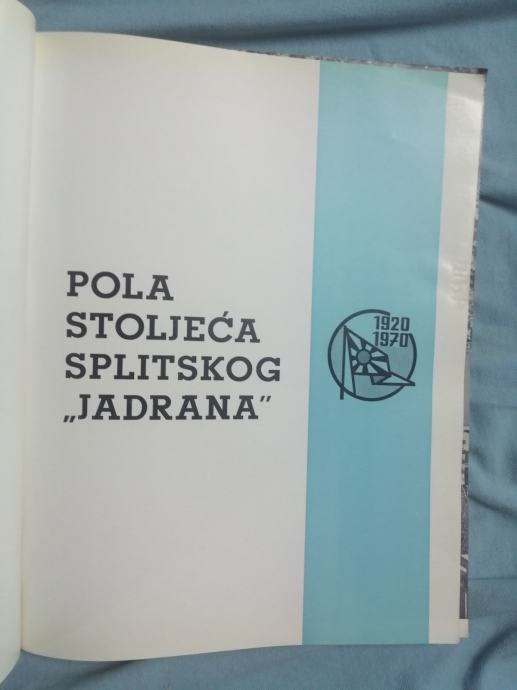 POLA
STOLJEĆA
SPLITSKOG
„JADRANA”
1920
1970